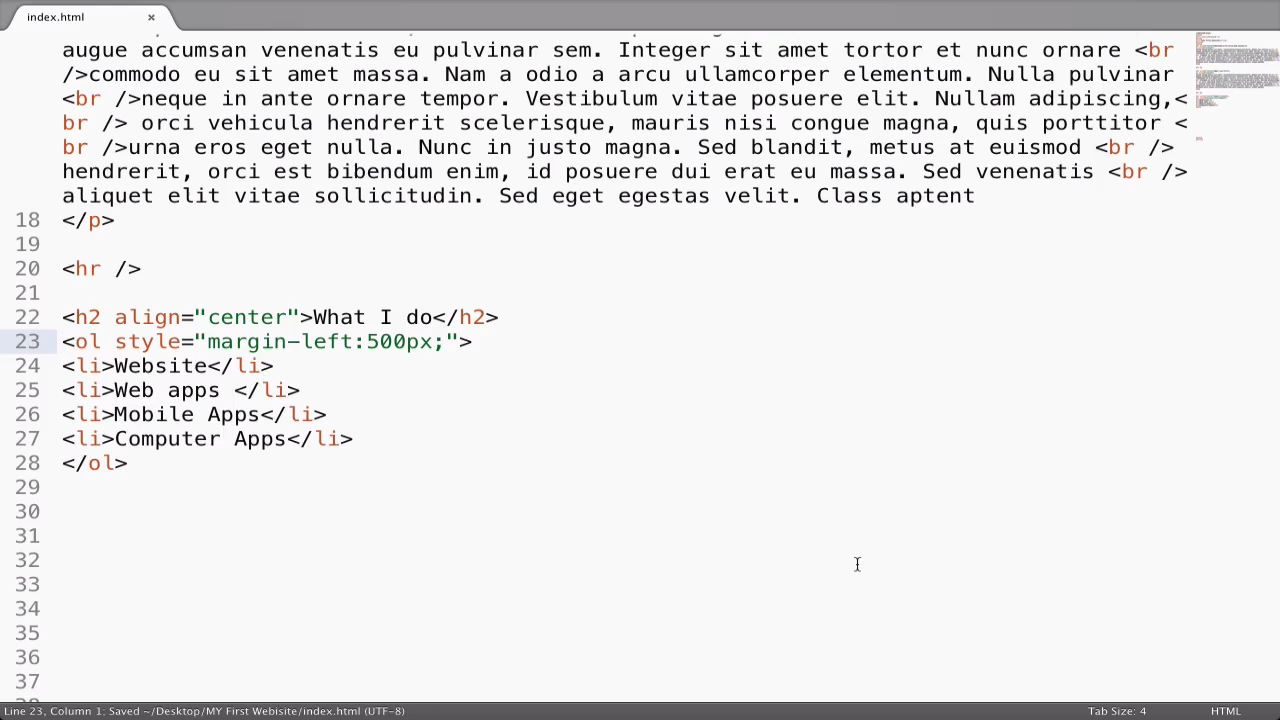 index.html ×
augue accumsan venenatis eu pulvinar sem. Integer sit amet tortor et nunc ornare <br
/>commodo eu sit amet massa. Nam a odio a arcu ullamcorper elementum. Nulla pulvinar
<br />neque in ante ornare tempor. Vestibulum vitae posuere elit. Nullam adipiscing,<
br /> orci vehicula hendrerit scelerisque, mauris nisi congue magna, quis porttitor <
br />urna eros eget nulla. Nunc in justo magna. Sed blandit, metus at euismod <br />
hendrerit, orci est bibendum enim, id posuere dui erat eu massa. Sed venenatis <br />
aliquet elit vitae sollicitudin. Sed eget egestas velit. Class aptent
18 </p>
19
20 <hr />
21
22 <h2 align="center">What I do</h2>
23 <ol style="margin-left:500px;">
24 <li>Website</li>
25 <li>Web apps </li>
26 <li>Mobile Apps</li>
27 <li>Computer Apps</li>
28 </ol>
29
30
31
32
33
34
35
36
37
Line 23, Column 1; Saved ~/Desktop/MY First Webisite/index.html (UTF-8) Tab Size: 4 HTML